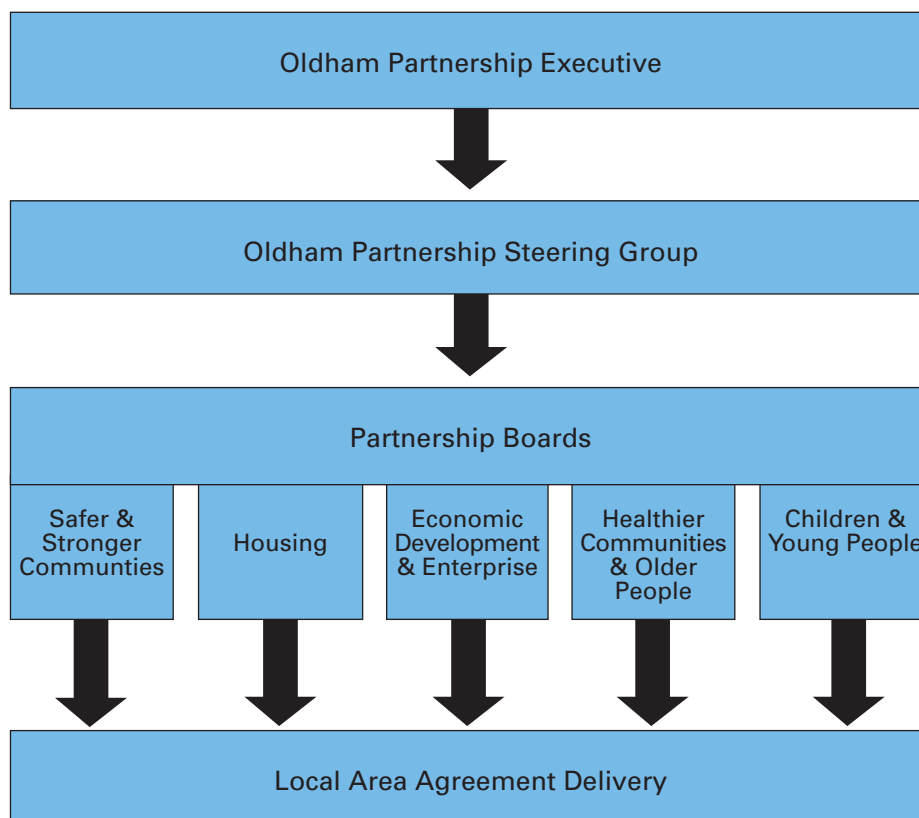 Oldham Partnership Executive
Oldham Partnership Steering Group
Partnership Boards
Safer &
Stronger
Communties
Housing
Economic
Development
& Enterprise
Healthier
Communities
& Older
People
Children &
Young People
Local Area Agreement Delivery